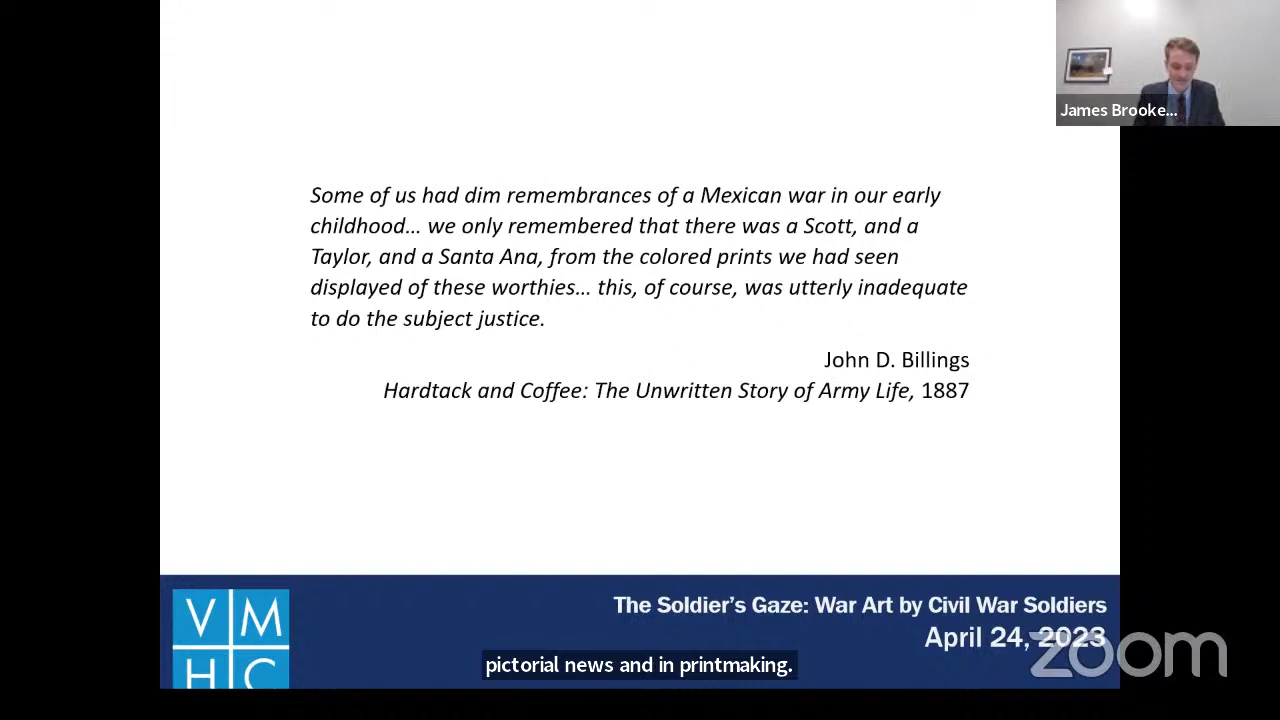 James Brooke...
Some of us had dim remembrances of a Mexican war in our early
childhood... we only remembered that there was a Scott, and a
Taylor, and a Santa Ana, from the colored prints we had seen
displayed of these worthies... this, of course, was utterly inadequate
to do the subject justice.
John D. Billings
Hardtack and Coffee: The Unwritten Story of Army Life, 1887
VM
HC
The Soldier's Gaze: War Art by Civil War Soldiers
April 24, 2023
zoom
pictorial news and in printmaking.